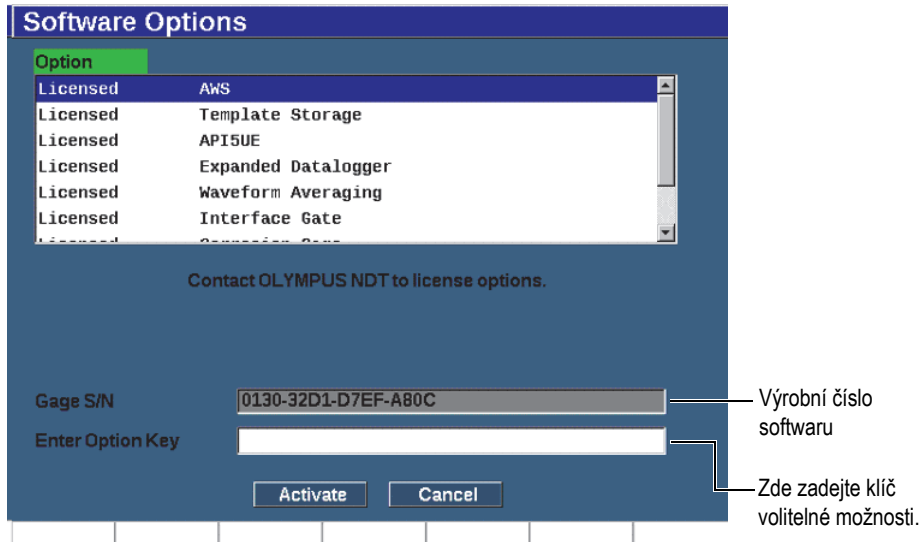 Software Options
Option
Licensed AWS
Licensed Template Storage
Licensed API5UE
Licensed Expanded Datalogger
Licensed Waveform Averaging
Licensed Interface Gate
Contact OLYMPUS NDT to license options.
Gage S/N 0130-32D1-D7EF-A80C
Výrobní číslo
softwaru
Enter Option Key
Zde zadejte klíč
volitelné možnosti.
Activate Cancel